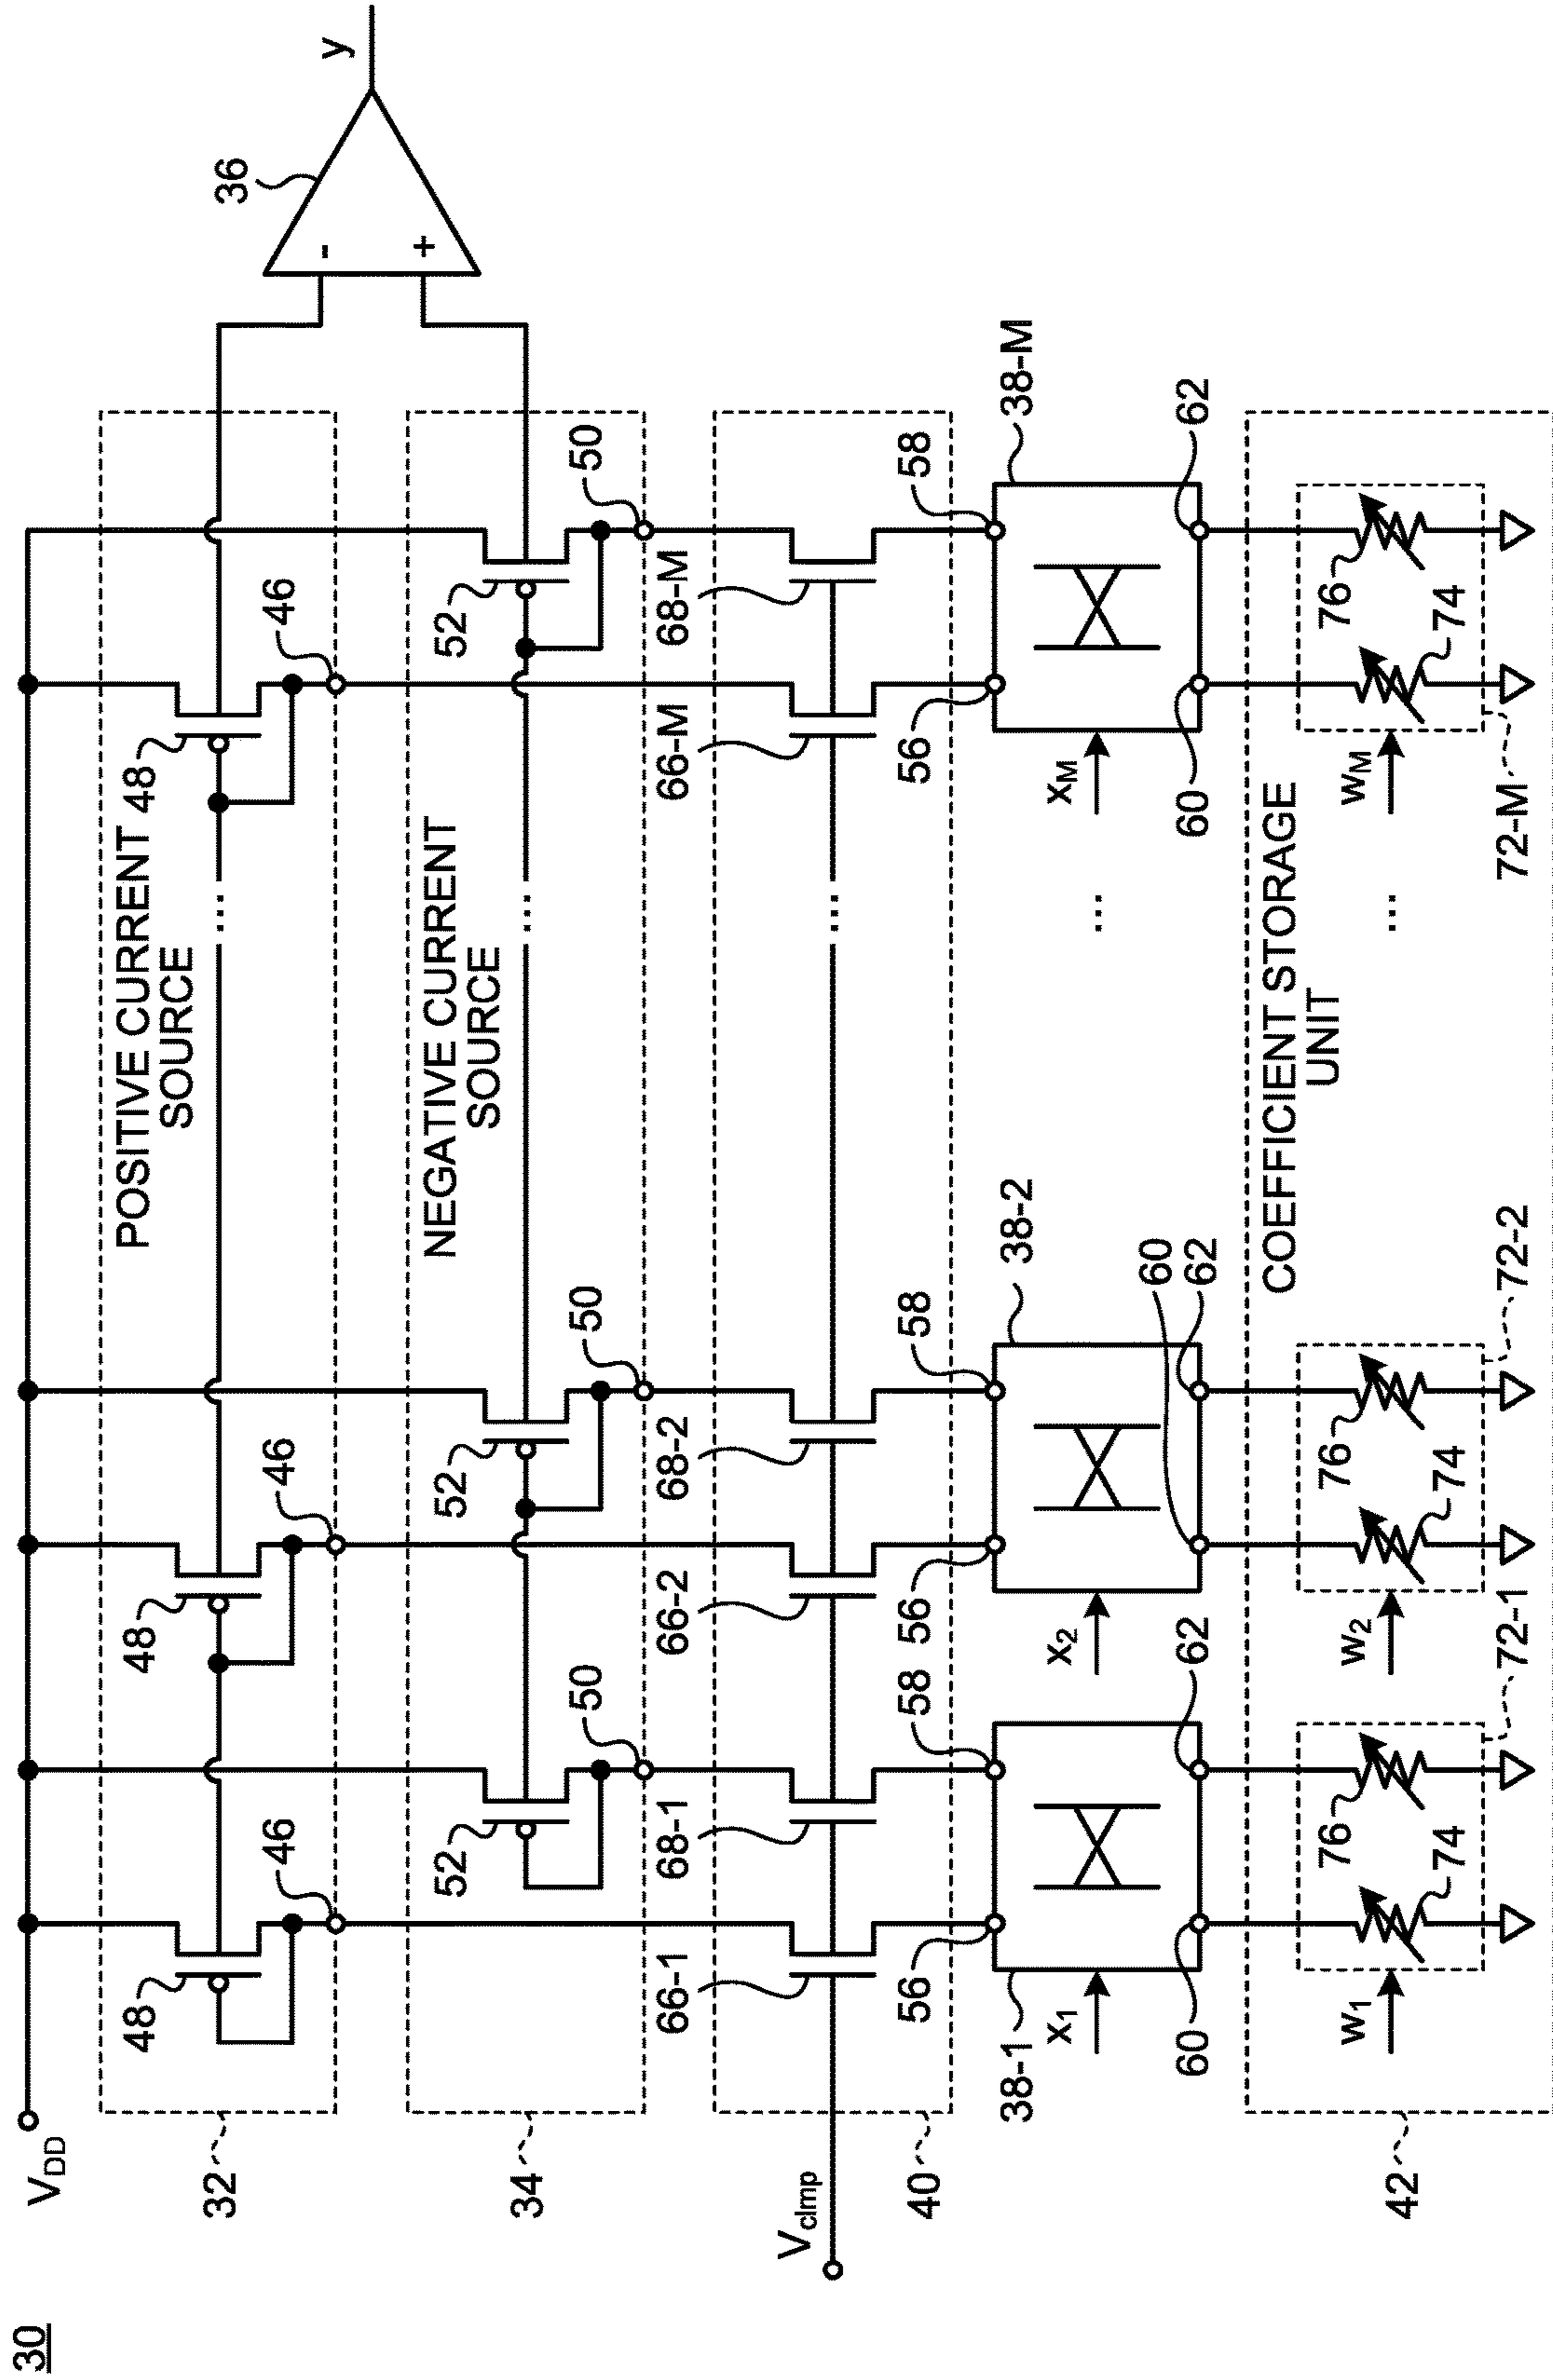 30
V_DD
32
POSITIVE CURRENT
SOURCE
48
46
48
46
48
46
36
-
+
y
34
NEGATIVE CURRENT
SOURCE
52
50
52
50
52
50
V_clmp
40
66-1
68-1
66-2
68-2
66-M
68-M
56
58
56
58
56
58
38-1
x_1
38-2
x_2
...
x_M
38-M
60
62
60
62
60
62
42
COEFFICIENT STORAGE
UNIT
w_1
74
76
72-1
w_2
74
76
72-2
...
w_M
74
76
72-M